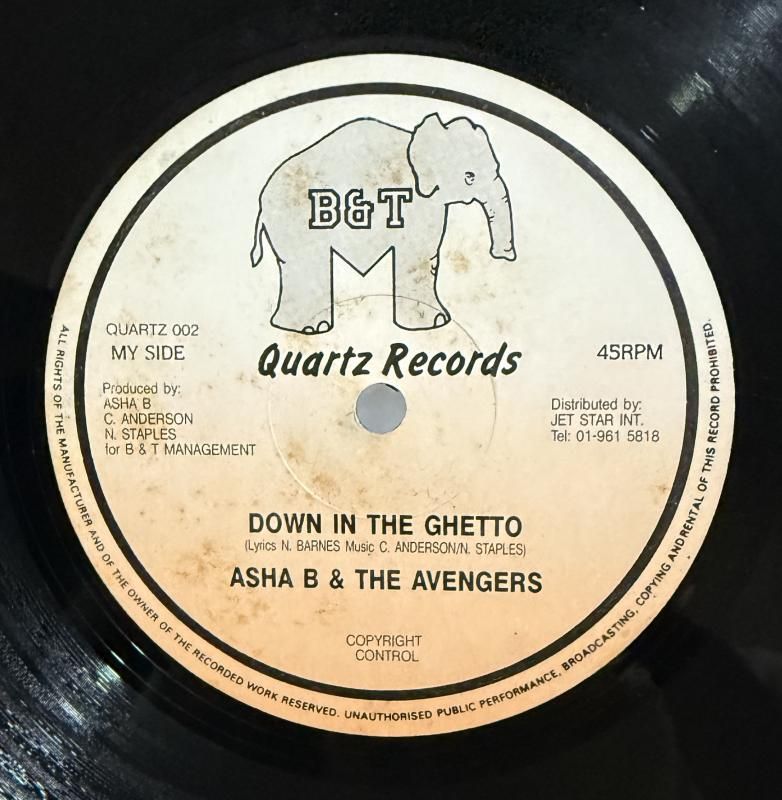 B&T
M
Quartz Records
QUARTZ 002
MY SIDE
45RPM
Produced by:
ASHA B
C. ANDERSON
N. STAPLES
for B & T MANAGEMENT
Distributed by:
JET STAR INT.
Tel: 01-961 5818
DOWN IN THE GHETTO
(Lyrics N. BARNES Music C. ANDERSON/N. STAPLES)
ASHA B & THE AVENGERS
COPYRIGHT
CONTROL
ALL RIGHTS OF THE MANUFACTURER AND OF THE OWNER OF THE RECORDED WORK RESERVED. UNAUTHORISED PUBLIC PERFORMANCE, BROADCASTING, COPYING AND RENTAL OF THIS RECORD PROHIBITED.